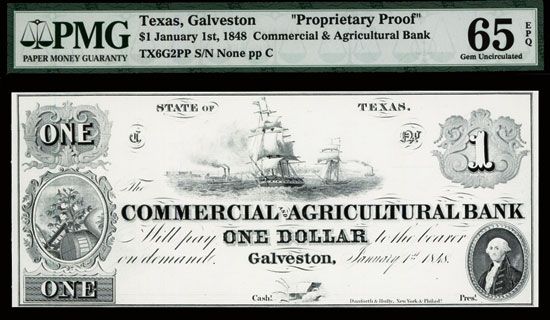 PMG
PAPER MONEY GUARANTY
Texas, Galveston "Proprietary Proof"
$1 January 1st, 1848 Commercial & Agricultural Bank
TX6G2PP S/N None pp C
65 EPQ
Gem Uncirculated
STATE OF TEXAS.
ONE
C
1
The
COMMERCIAL AND AGRICULTURAL BANK
Will pay ONE DOLLAR to the bearer
on demand. Galveston, January 1st 1848.
ONE
Cash! Danforth & Hufty, New York & Philad! Pres!